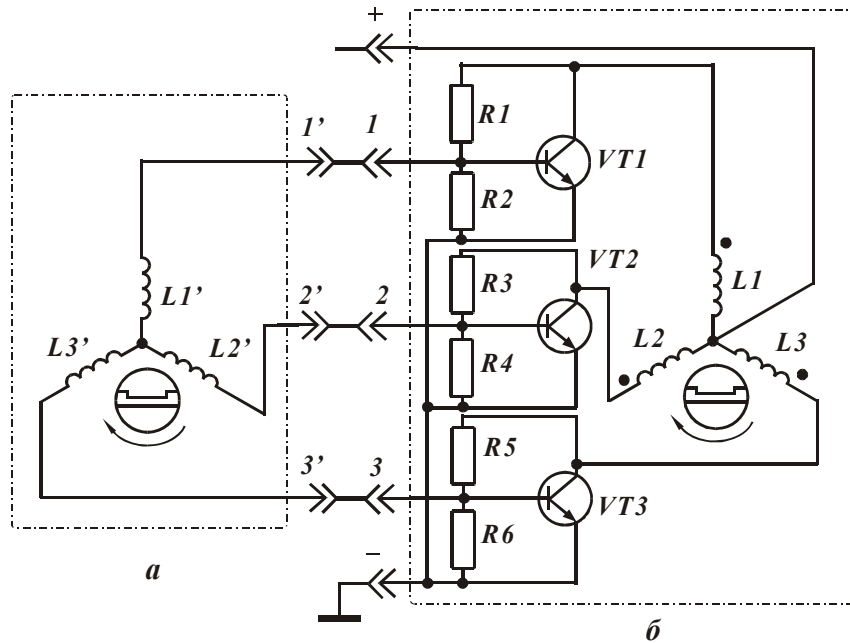 +
1’ 1
R1
VT1
R2
VT2
R3
L1
L1’
2’ 2
L3’ L2’
L2 L3
R4
R5
3’ 3
VT3
R6
–
а
б